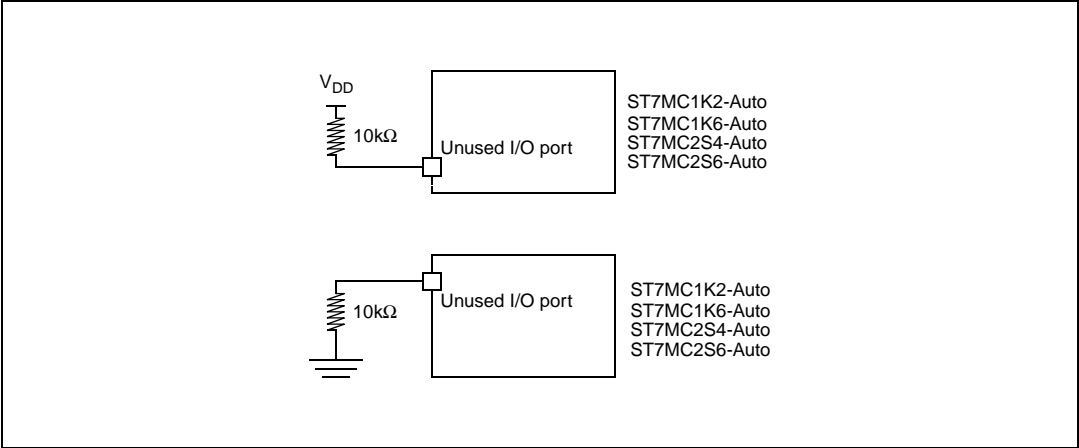 V_DD
10kΩ
Unused I/O port
ST7MC1K2-Auto
ST7MC1K6-Auto
ST7MC2S4-Auto
ST7MC2S6-Auto
10kΩ
Unused I/O port
ST7MC1K2-Auto
ST7MC1K6-Auto
ST7MC2S4-Auto
ST7MC2S6-Auto